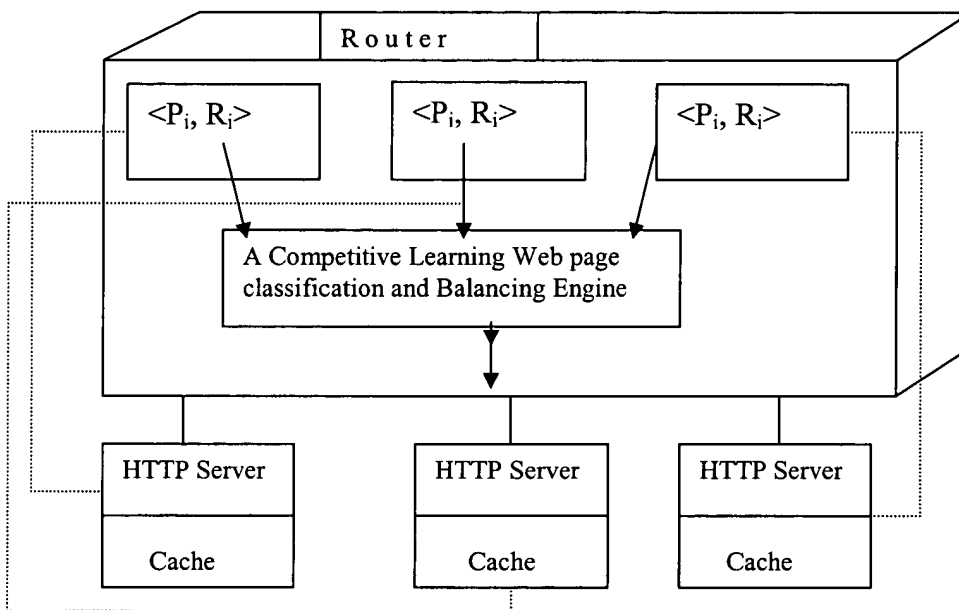 Router
<Pᵢ, Rᵢ>
<Pᵢ, Rᵢ>
<Pᵢ, Rᵢ>
A Competitive Learning Web page
classification and Balancing Engine
HTTP Server
HTTP Server
HTTP Server
Cache
Cache
Cache